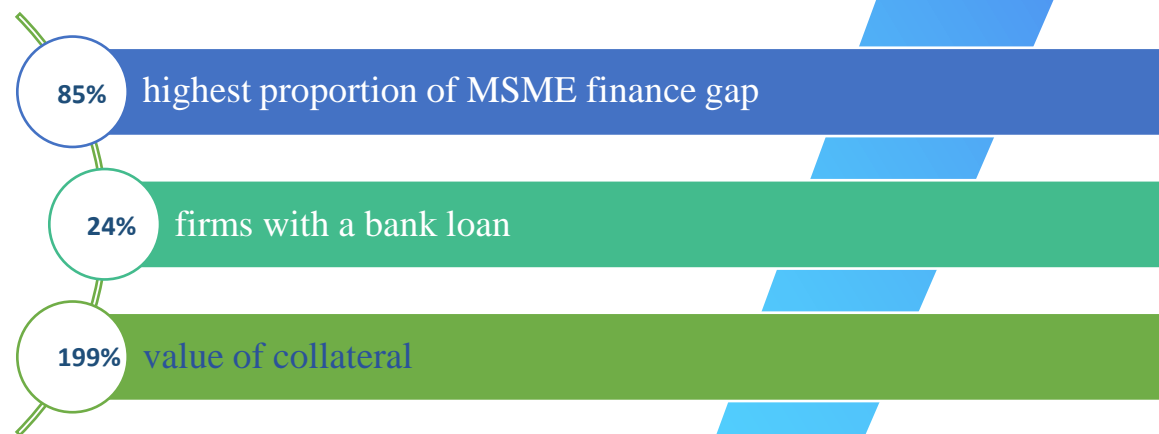 85% highest proportion of MSME finance gap
24% firms with a bank loan
199% value of collateral